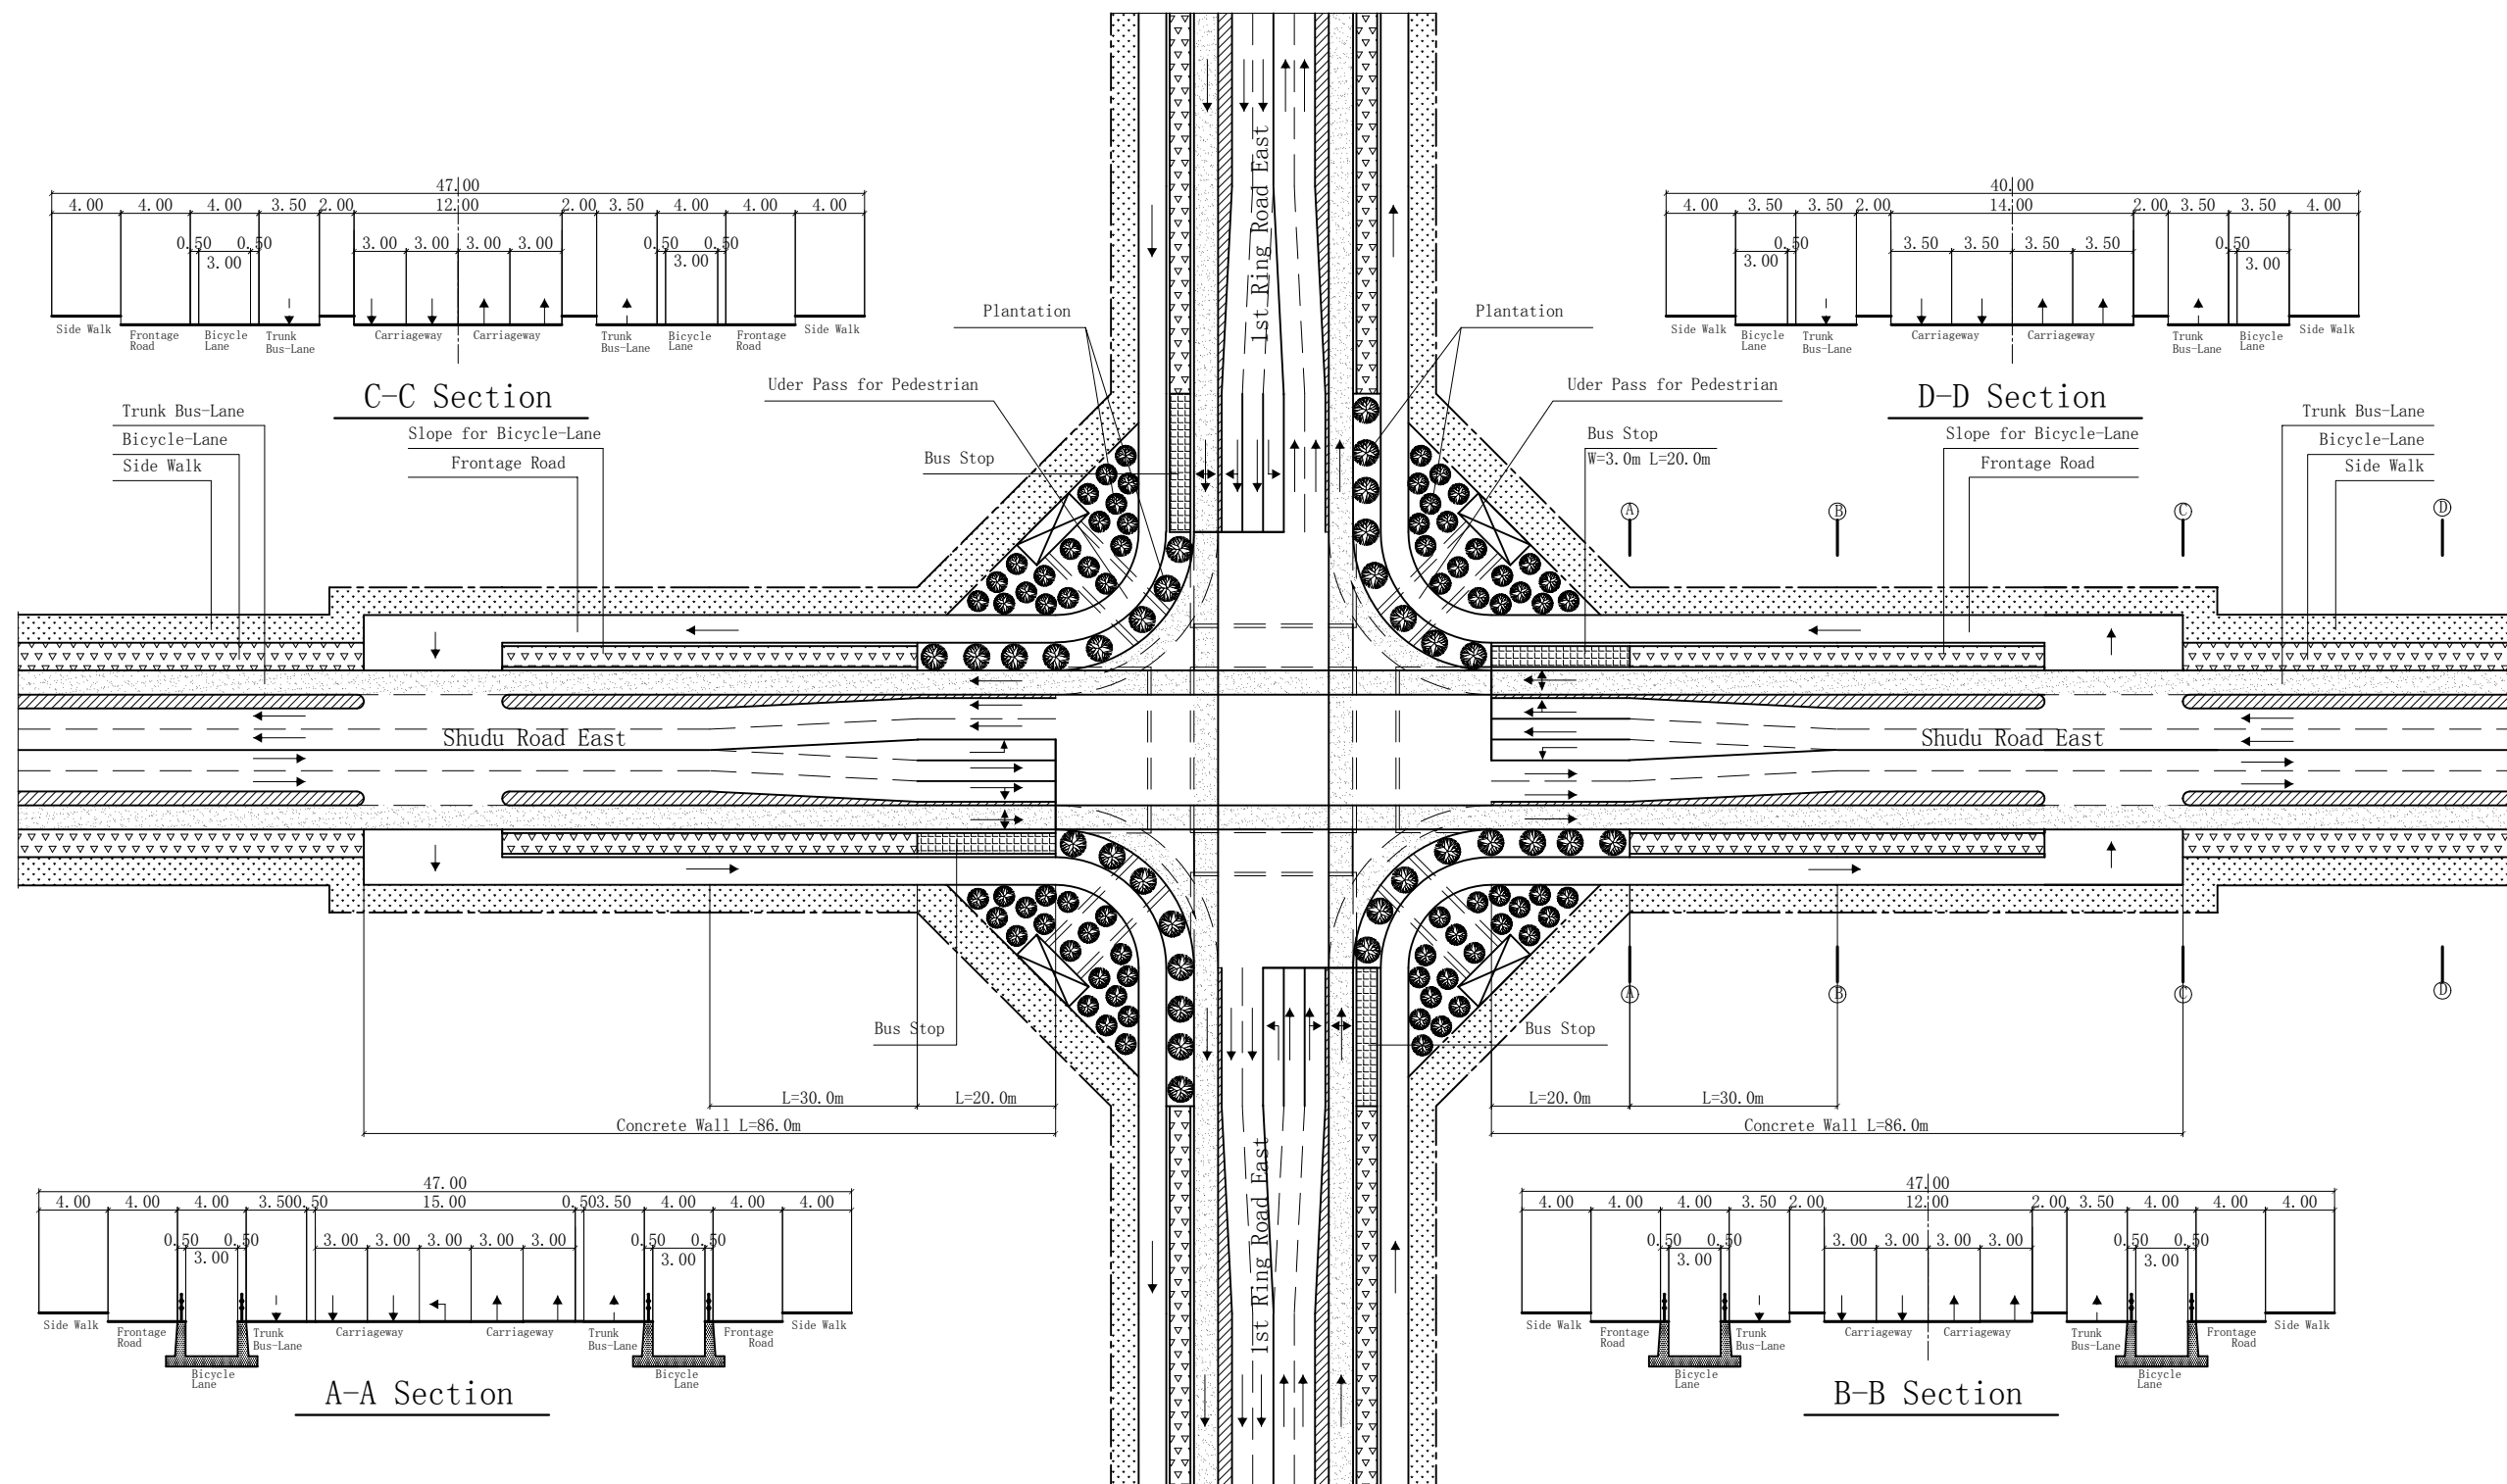 47.00
4.00 4.00 4.00 3.50 2.00 12.00 2.00 3.50 4.00 4.00 4.00
0.50 0.50 3.00 3.00 3.00 3.00 0.50 0.50
3.00 3.00
Side Walk Frontage Road Bicycle Lane Trunk Bus-Lane Carriageway Carriageway Trunk Bus-Lane Bicycle Lane Frontage Road Side Walk
C-C Section
40.00
4.00 3.50 3.50 2.00 14.00 2.00 3.50 3.50 4.00
0.50 3.50 3.50 3.50 3.50 0.50
3.00 3.00
Side Walk Bicycle Lane Trunk Bus-Lane Carriageway Carriageway Trunk Bus-Lane Bicycle Lane Side Walk
D-D Section
1st Ring Road East
Plantation
Plantation
Uder Pass for Pedestrian
Uder Pass for Pedestrian
Trunk Bus-Lane
Bicycle-Lane
Side Walk
Slope for Bicycle-Lane
Frontage Road
Bus Stop
Bus Stop
W=3.0m L=20.0m
Slope for Bicycle-Lane
Frontage Road
Trunk Bus-Lane
Bicycle-Lane
Side Walk
A B C D
Shudu Road East
Shudu Road East
A B C D
Bus Stop
Bus Stop
L=30.0m L=20.0m
Concrete Wall L=86.0m
L=20.0m L=30.0m
Concrete Wall L=86.0m
1st Ring Road East
47.00
4.00 4.00 4.00 3.50 0.50 15.00 0.50 3.50 4.00 4.00 4.00
0.50 0.50 3.00 3.00 3.00 3.00 3.00 0.50 0.50
3.00 3.00
Side Walk Frontage Road Bicycle Lane Trunk Bus-Lane Carriageway Carriageway Trunk Bus-Lane Bicycle Lane Frontage Road Side Walk
A-A Section
47.00
4.00 4.00 4.00 3.50 2.00 12.00 2.00 3.50 4.00 4.00 4.00
0.50 0.50 3.00 3.00 3.00 3.00 0.50 0.50
3.00 3.00
Side Walk Frontage Road Bicycle Lane Trunk Bus-Lane Carriageway Carriageway Trunk Bus-Lane Bicycle Lane Frontage Road Side Walk
B-B Section